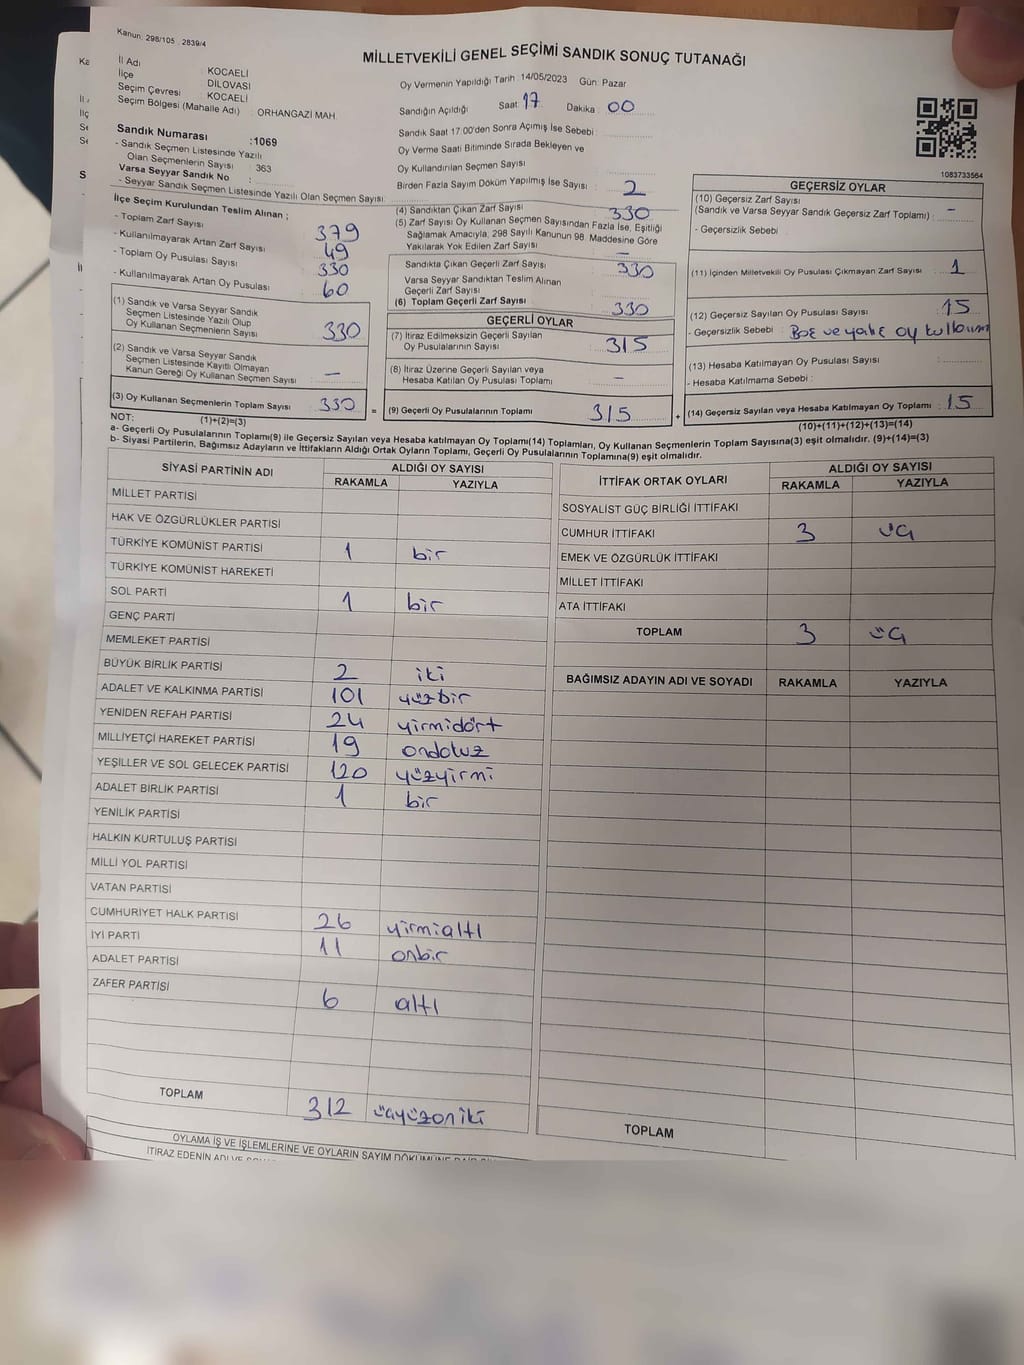 Kanun: 298/105 . 2839/4
MİLLETVEKİLİ GENEL SEÇİMİ SANDIK SONUÇ TUTANAĞI
İl Adı : KOCAELİ
İlçe : DİLOVASI
Seçim Çevresi : KOCAELİ
Seçim Bölgesi (Mahalle Adı) : ORHANGAZİ MAH.
Oy Vermenin Yapıldığı Tarih : 14/05/2023 Gün: Pazar
Sandığın Açıldığı Saat: 17 Dakika : 00
Sandık Saat 17:00'den Sonra Açımış İse Sebebi :
Oy Verme Saati Bitiminde Sırada Bekleyen ve
Oy Kullandırılan Seçmen Sayısı
Birden Fazla Sayım Döküm Yapılmış İse Sayısı : 2
Sandık Numarası :1069
- Sandık Seçmen Listesinde Yazılı
Olan Seçmenlerin Sayısı : 363
Varsa Seyyar Sandık No :
- Seyyar Sandık Seçmen Listesinde Yazılı Olan Seçmen Sayısı:
İlçe Seçim Kurulundan Teslim Alınan ;
- Toplam Zarf Sayısı : 379
- Kullanılmayarak Artan Zarf Sayısı : 49
- Toplam Oy Pusulası Sayısı : 330
- Kullanılmayarak Artan Oy Pusulası : 60
(1) Sandık ve Varsa Seyyar Sandık
Seçmen Listesinde Yazılı Olup
Oy Kullanan Seçmenlerin Sayısı : 330
(2) Sandık ve Varsa Seyyar Sandık
Seçmen Listesinde Kayıtlı Olmayan
Kanun Gereği Oy Kullanan Seçmen Sayısı : —
(3) Oy Kullanan Seçmenlerin Toplam Sayısı : 330 =
(1)+(2)=(3)
(4) Sandıktan Çıkan Zarf Sayısı : 330
(5) Zarf Sayısı Oy Kullanan Seçmen Sayısından Fazla İse, Eşitliği
Sağlamak Amacıyla, 298 Sayılı Kanunun 98. Maddesine Göre
Yakılarak Yok Edilen Zarf Sayısı : —
Sandıkta Çıkan Geçerli Zarf Sayısı : 330
Varsa Seyyar Sandıktan Teslim Alınan
Geçerli Zarf Sayısı
(6) Toplam Geçerli Zarf Sayısı : 330
GEÇERLİ OYLAR
(7) İtiraz Edilmeksizin Geçerli Sayılan
Oy Pusulalarının Sayısı : 315
(8) İtiraz Üzerine Geçerli Sayılan veya
Hesaba Katılan Oy Pusulası Toplamı : —
(9) Geçerli Oy Pusulalarının Toplamı : 315 +
1083733564
GEÇERSİZ OYLAR
(10) Geçersiz Zarf Sayısı
(Sandık ve Varsa Seyyar Sandık Geçersiz Zarf Toplamı) : —
- Geçersizlik Sebebi :
(11) İçinden Milletvekili Oy Pusulası Çıkmayan Zarf Sayısı : 1
(12) Geçersiz Sayılan Oy Pusulası Sayısı : 15
- Geçersizlik Sebebi :
(13) Hesaba Katılmayan Oy Pusulası Sayısı :
- Hesaba Katılmama Sebebi :
(14) Geçersiz Sayılan veya Hesaba Katılmayan Oy Toplamı : 15
(10)+(11)+(12)+(13)=(14)
NOT:
a- Geçerli Oy Pusulalarının Toplamı(9) ile Geçersiz Sayılan veya Hesaba katılmayan Oy Toplamı(14) Toplamları, Oy Kullanan Seçmenlerin Toplam Sayısına(3) eşit olmalıdır. (9)+(14)=(3)
b- Siyasi Partilerin, Bağımsız Adayların ve İttifakların Aldığı Ortak Oyların Toplamı, Geçerli Oy Pusulalarının Toplamına(9) eşit olmalıdır.
SİYASİ PARTİNİN ADI ALDIĞI OY SAYISI
RAKAMLA YAZIYLA
MİLLET PARTİSİ
HAK VE ÖZGÜRLÜKLER PARTİSİ
TÜRKİYE KOMÜNİST PARTİSİ 1 bir
TÜRKİYE KOMÜNİST HAREKETİ
SOL PARTİ 1 bir
GENÇ PARTİ
MEMLEKET PARTİSİ
BÜYÜK BİRLİK PARTİSİ 2 iki
ADALET VE KALKINMA PARTİSİ 101 yüzbir
YENİDEN REFAH PARTİSİ 24 yirmidört
MİLLİYETÇİ HAREKET PARTİSİ 19 ondokuz
YEŞİLLER VE SOL GELECEK PARTİSİ 120 yüzyirmi
ADALET BİRLİK PARTİSİ 1 bir
YENİLİK PARTİSİ
HALKIN KURTULUŞ PARTİSİ
MİLLİ YOL PARTİSİ
VATAN PARTİSİ
CUMHURİYET HALK PARTİSİ 26 yirmialtı
İYİ PARTİ 11 onbir
ADALET PARTİSİ
ZAFER PARTİSİ 6 altı
TOPLAM 312 üçyüzoniki
İTTİFAK ORTAK OYLARI ALDIĞI OY SAYISI
RAKAMLA YAZIYLA
SOSYALİST GÜÇ BİRLİĞİ İTTİFAKI
CUMHUR İTTİFAKI 3 üç
EMEK VE ÖZGÜRLÜK İTTİFAKI
MİLLET İTTİFAKI
ATA İTTİFAKI
TOPLAM 3 üç
BAĞIMSIZ ADAYIN ADI VE SOYADI RAKAMLA YAZIYLA
TOPLAM